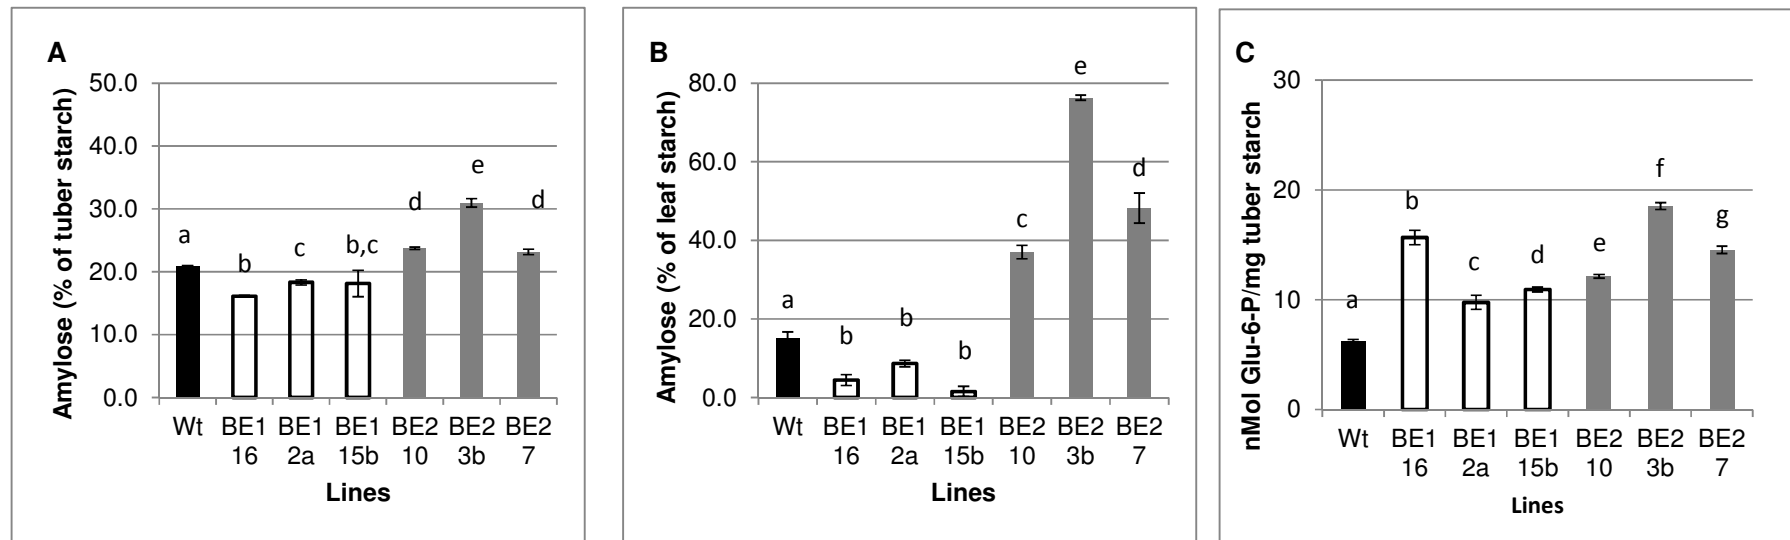 A
Amylose (% of tuber starch)
50.0
40.0
30.0
20.0
10.0
0.0
a
b
c
b,c
d
e
d
Wt BE1 BE1 BE1 BE2 BE2 BE2
16 2a 15b 10 3b 7
Lines
B
Amylose (% of leaf starch)
80.0
60.0
40.0
20.0
0.0
a
b
b
b
c
e
d
Wt BE1 BE1 BE1 BE2 BE2 BE2
16 2a 15b 10 3b 7
Lines
C
nMol Glu-6-P/mg tuber starch
30
20
10
0
a
b
c
d
e
f
g
Wt BE1 BE1 BE1 BE2 BE2 BE2
16 2a 15b 10 3b 7
Lines